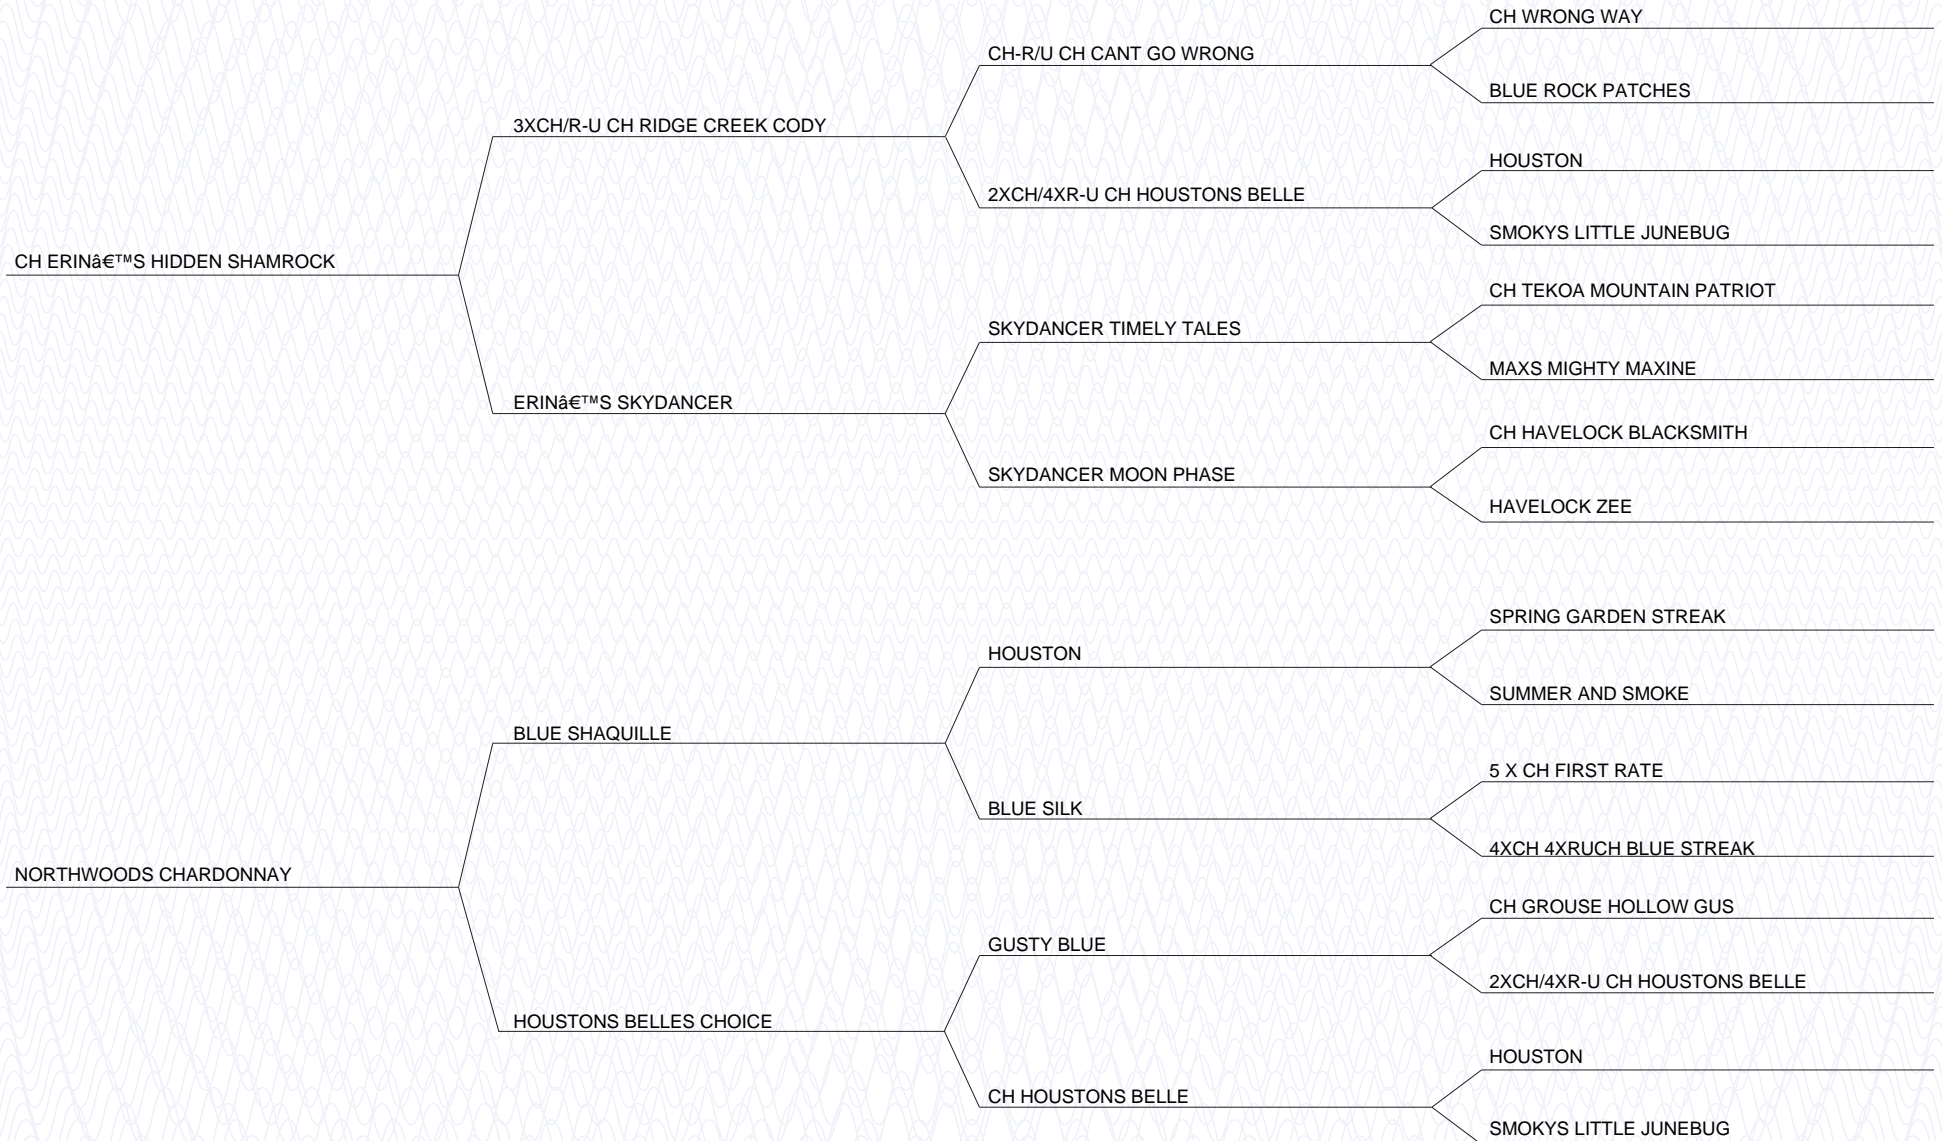 CH WRONG WAY
CH-R/U CH CANT GO WRONG
BLUE ROCK PATCHES
3XCH/R-U CH RIDGE CREEK CODY
HOUSTON
2XCH/4XR-U CH HOUSTONS BELLE
SMOKYS LITTLE JUNEBUG
CH ERINâ€™S HIDDEN SHAMROCK
CH TEKOA MOUNTAIN PATRIOT
SKYDANCER TIMELY TALES
MAXS MIGHTY MAXINE
ERINâ€™S SKYDANCER
CH HAVELOCK BLACKSMITH
SKYDANCER MOON PHASE
HAVELOCK ZEE
SPRING GARDEN STREAK
HOUSTON
SUMMER AND SMOKE
BLUE SHAQUILLE
5 X CH FIRST RATE
BLUE SILK
4XCH 4XRUCH BLUE STREAK
NORTHWOODS CHARDONNAY
CH GROUSE HOLLOW GUS
GUSTY BLUE
2XCH/4XR-U CH HOUSTONS BELLE
HOUSTONS BELLES CHOICE
HOUSTON
CH HOUSTONS BELLE
SMOKYS LITTLE JUNEBUG